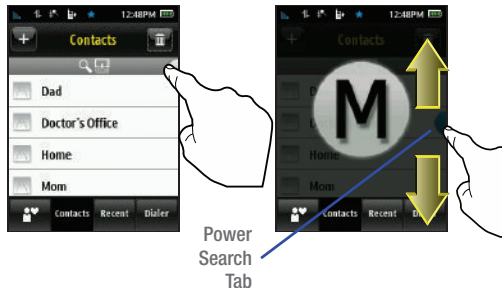 12:48PM
Contacts
Dad
Doctor's Office
Home
Mom
Contacts Recent Dialer
12:48PM
Contacts
M
D
Home
Mom
Contacts Recent
Power
Search
Tab